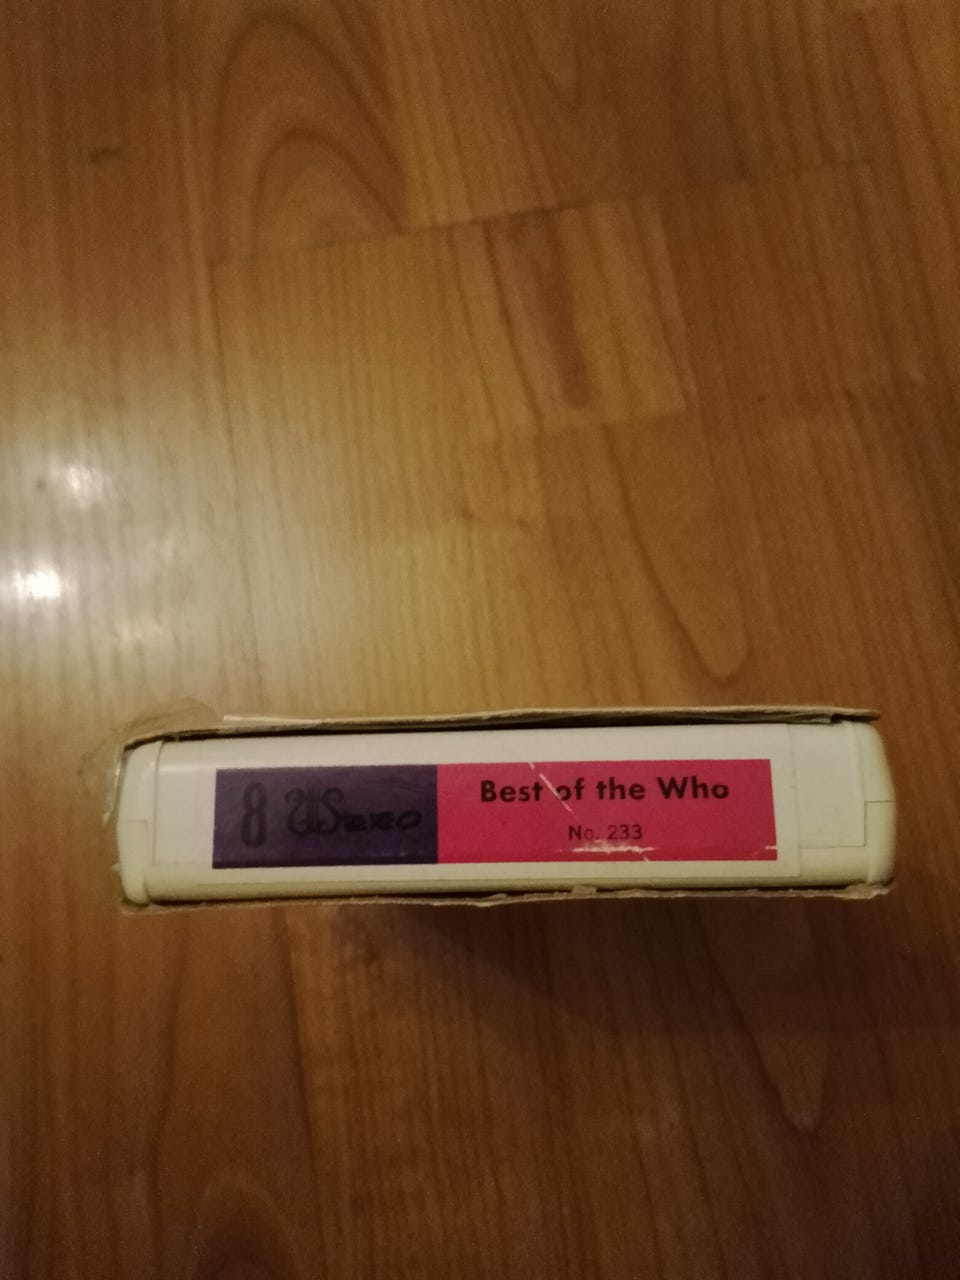 8 Stereo
Best of the Who
No. 233